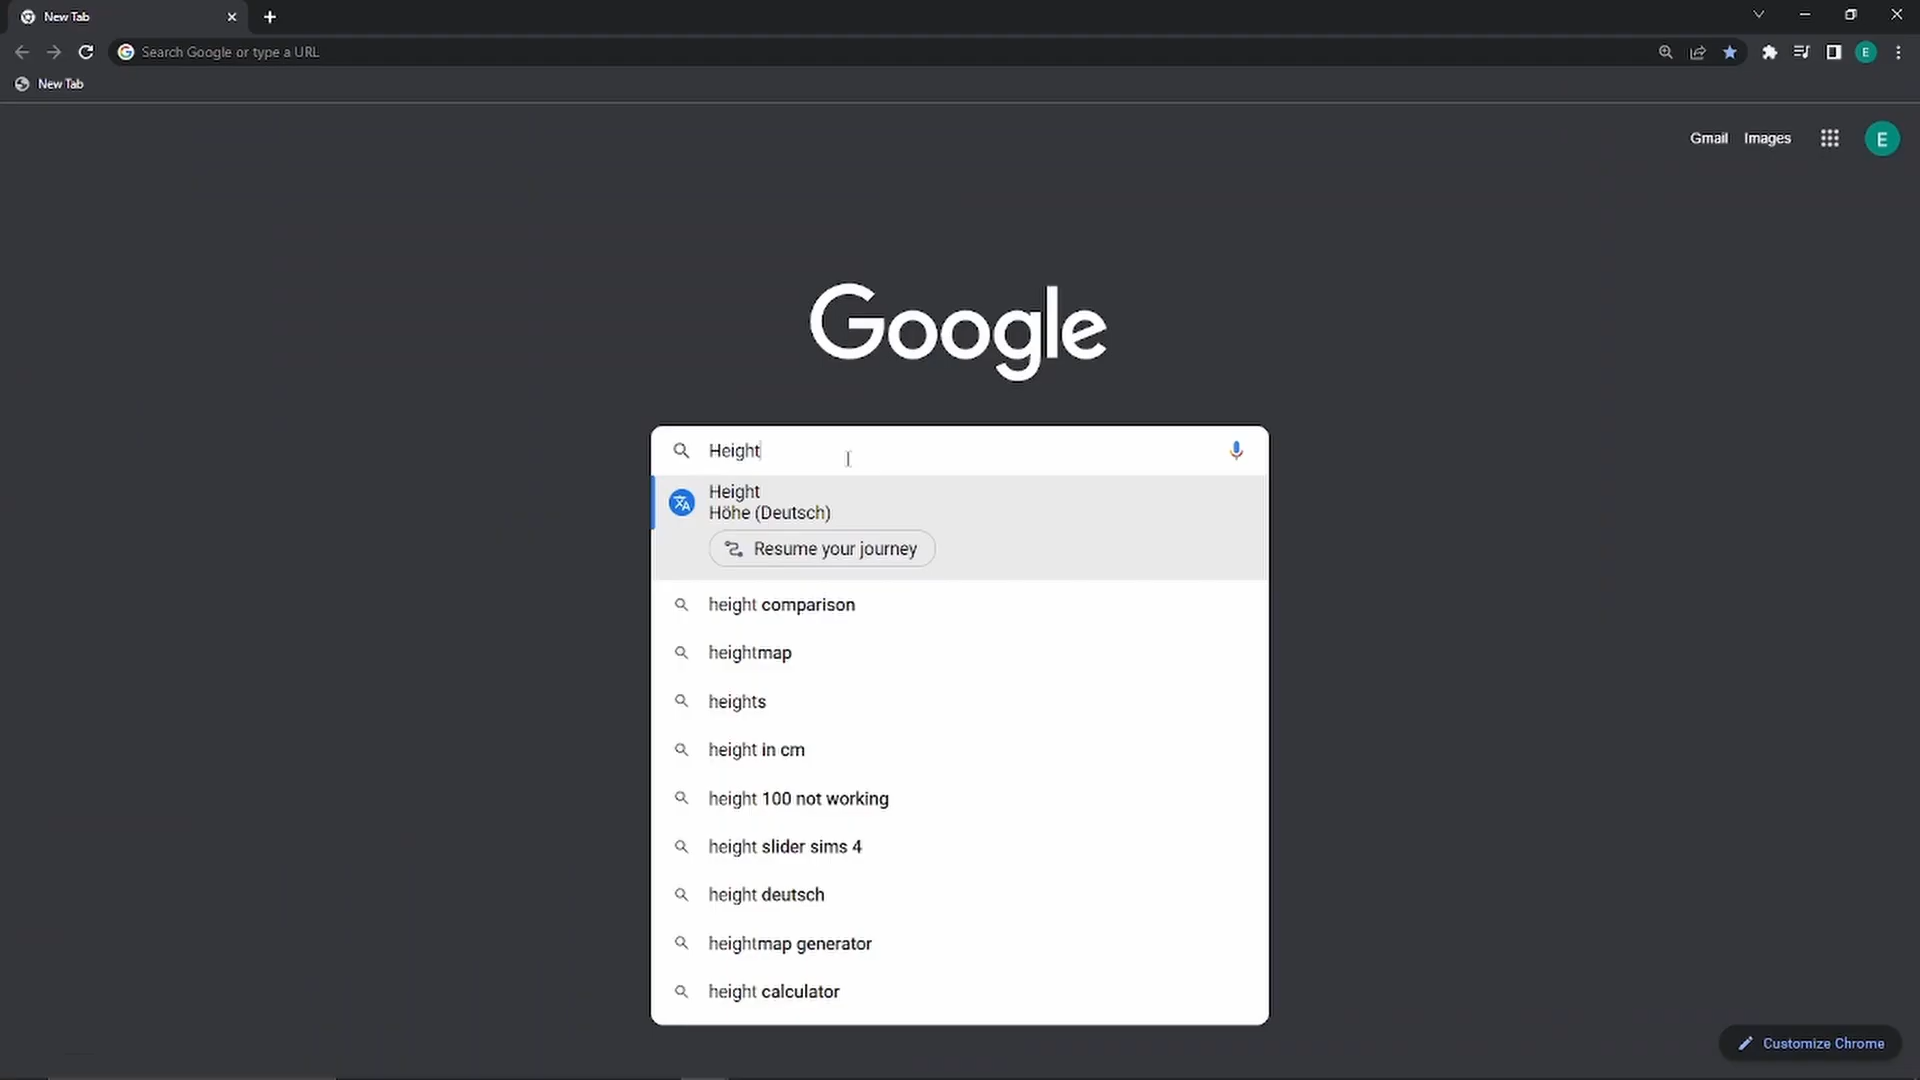 New Tab
Search Google or type a URL
E
New Tab
Gmail Images
E
Google
Height
Height
Höhe (Deutsch)
Resume your journey
height comparison
heightmap
heights
height in cm
height 100 not working
height slider sims 4
height deutsch
heightmap generator
height calculator
Customize Chrome